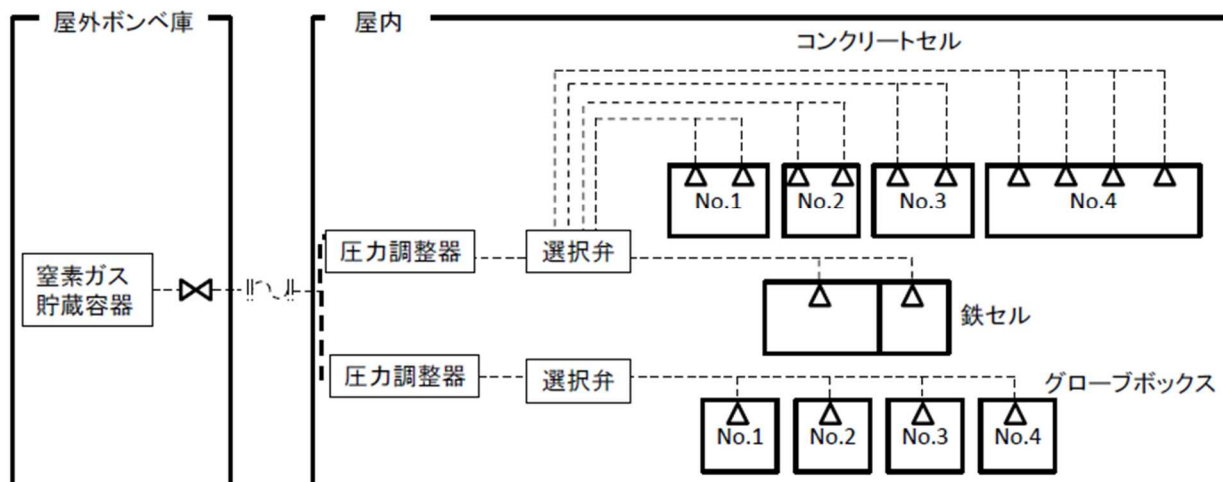 屋外ボンベ庫
屋内
コンクリートセル
No.1
No.2
No.3
No.4
圧力調整器
選択弁
窒素ガス
貯蔵容器
鉄セル
圧力調整器
選択弁
グローブボックス
No.1
No.2
No.3
No.4